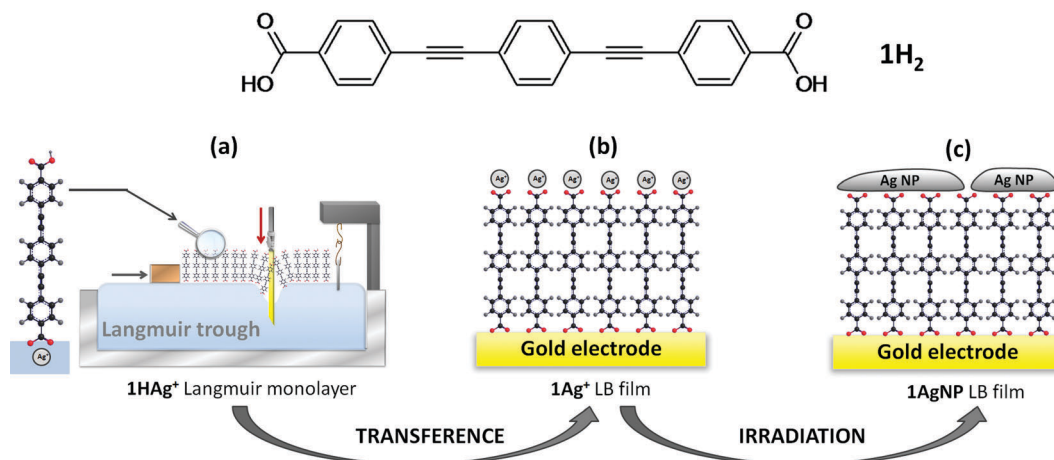 O
HO
O
OH
1H₂
(a)
(b)
(c)
Ag⁺ Ag⁺ Ag⁺ Ag⁺ Ag⁺ Ag⁺
Ag NP Ag NP
Langmuir trough
Ag⁺
Gold electrode
Gold electrode
1HAg⁺ Langmuir monolayer
1Ag⁺ LB film
1AgNP LB film
TRANSFERENCE
IRRADIATION